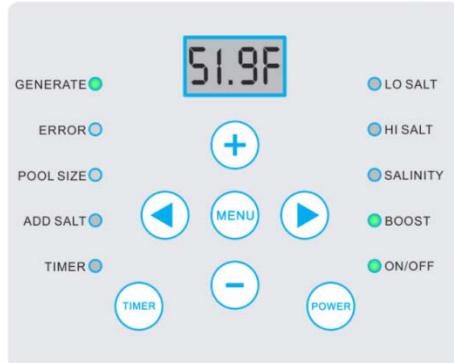 51.9F
GENERATE
LO SALT
ERROR
HI SALT
POOL SIZE
SALINITY
ADD SALT
MENU
BOOST
TIMER
ON/OFF
TIMER
POWER